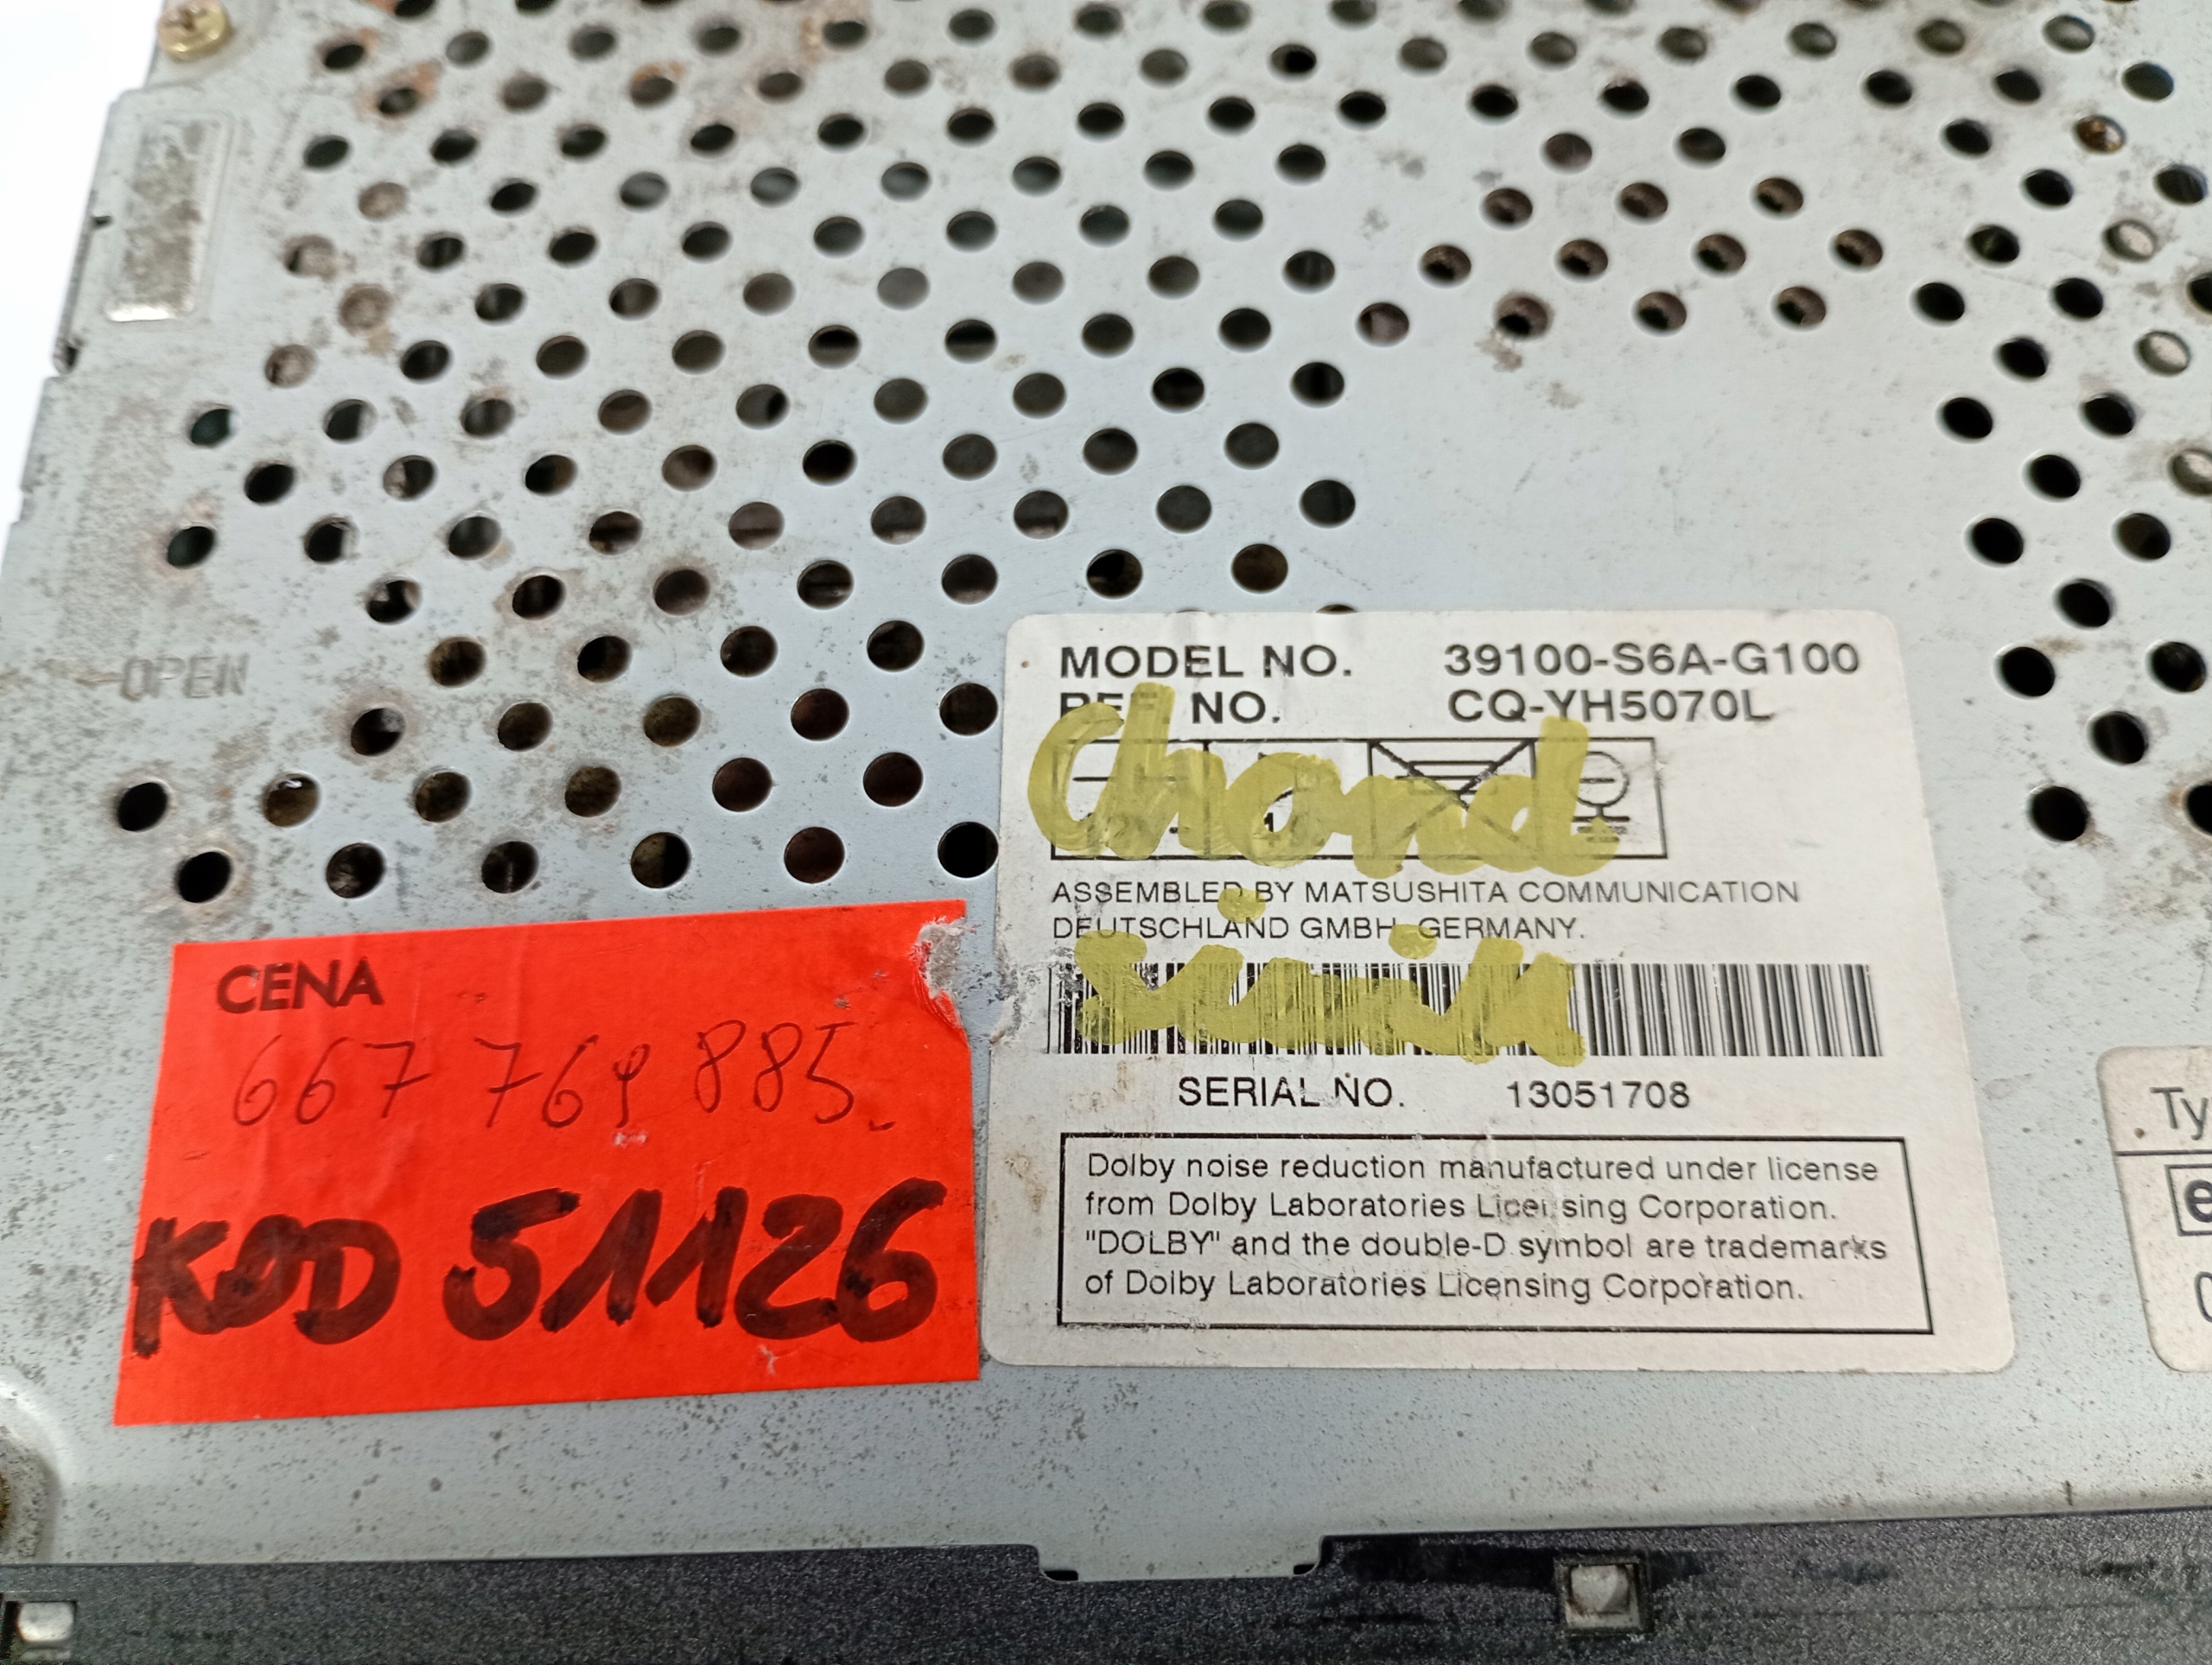 OPEN
MODEL NO. 39100-S6A-G100
REF. NO. CQ-YH5070L
ASSEMBLED BY MATSUSHITA COMMUNICATION
DEUTSCHLAND GMBH. GERMANY.
SERIAL NO. 13051708
Dolby noise reduction manufactured under license
from Dolby Laboratories Licensing Corporation.
"DOLBY" and the double-D symbol are trademarks
of Dolby Laboratories Licensing Corporation.
CENA
667 769 885.
KOD 51126
Ty
e